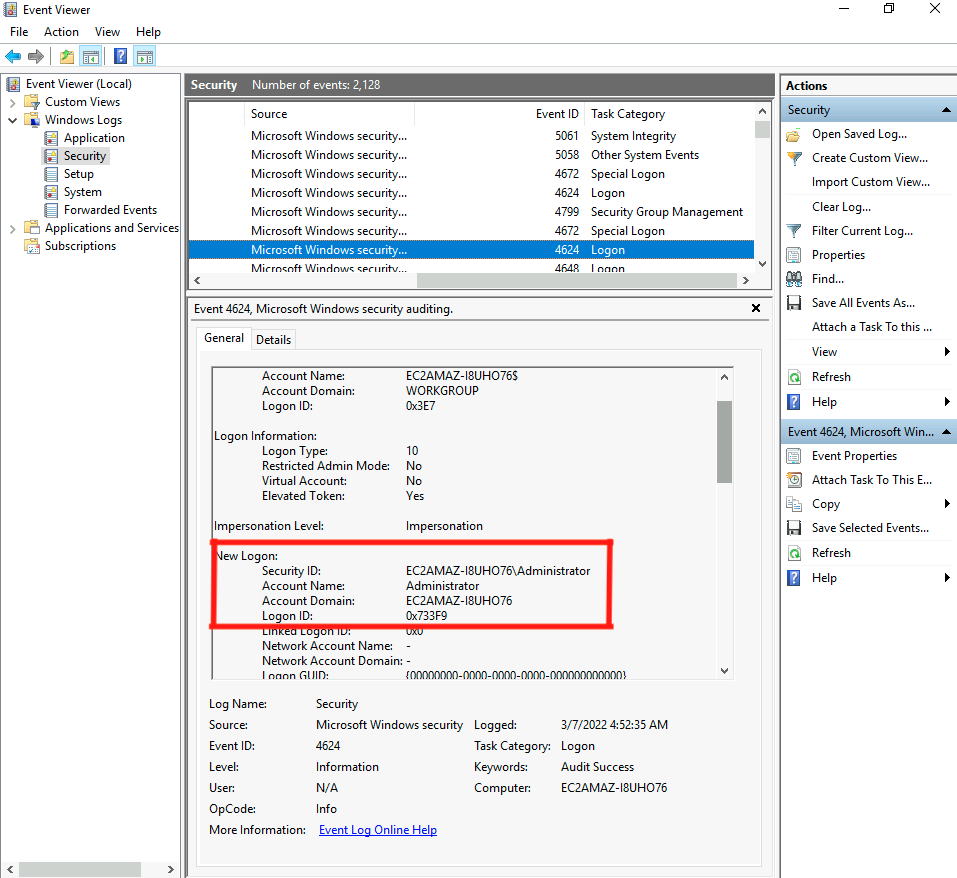 Event Viewer
File Action View Help
Event Viewer (Local)
Custom Views
Windows Logs
Application
Security
Setup
System
Forwarded Events
Applications and Services
Subscriptions
Security Number of events: 2,128
Source Event ID Task Category
Microsoft Windows security... 5061 System Integrity
Microsoft Windows security... 5058 Other System Events
Microsoft Windows security... 4672 Special Logon
Microsoft Windows security... 4624 Logon
Microsoft Windows security... 4799 Security Group Management
Microsoft Windows security... 4672 Special Logon
Microsoft Windows security... 4624 Logon
Microsoft Windows security... 4648 Logon
Event 4624, Microsoft Windows security auditing.
General Details
Account Name: EC2AMAZ-I8UHO76$
Account Domain: WORKGROUP
Logon ID: 0x3E7
Logon Information:
Logon Type: 10
Restricted Admin Mode: No
Virtual Account: No
Elevated Token: Yes
Impersonation Level: Impersonation
New Logon:
Security ID: EC2AMAZ-I8UHO76\Administrator
Account Name: Administrator
Account Domain: EC2AMAZ-I8UHO76
Logon ID: 0x733F9
Linked Logon ID: 0x0
Network Account Name: -
Network Account Domain: -
Logon GUID: {00000000-0000-0000-0000-000000000000}
Log Name: Security
Source: Microsoft Windows security Logged: 3/7/2022 4:52:35 AM
Event ID: 4624 Task Category: Logon
Level: Information Keywords: Audit Success
User: N/A Computer: EC2AMAZ-I8UHO76
OpCode: Info
More Information: Event Log Online Help
Actions
Security
Open Saved Log...
Create Custom View...
Import Custom View...
Clear Log...
Filter Current Log...
Properties
Find...
Save All Events As...
Attach a Task To this ...
View
Refresh
Help
Event 4624, Microsoft Win...
Event Properties
Attach Task To This E...
Copy
Save Selected Events...
Refresh
Help